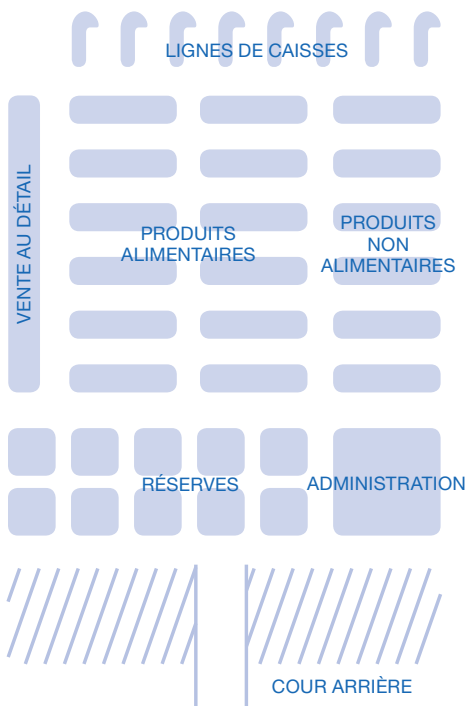 LIGNES DE CAISSES
VENTE AU DÉTAIL
PRODUITS
ALIMENTAIRES
PRODUITS
NON
ALIMENTAIRES
RÉSERVES
ADMINISTRATION
COUR ARRIÈRE